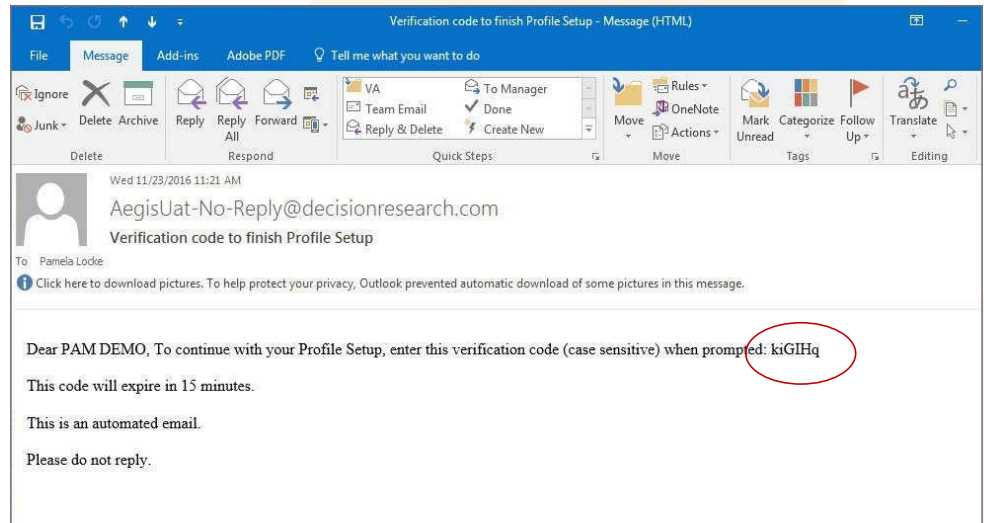 Verification code to finish Profile Setup - Message (HTML)
File Message Add-ins Adobe PDF Tell me what you want to do
Ignore
Junk
Delete
Archive
Reply
Reply All
Forward
VA
Team Email
Reply & Delete
To Manager
Done
Create New
Move
Rules
OneNote
Actions
Mark Unread
Categorize
Follow Up
Translate
Delete Respond Quick Steps Move Tags Editing
Wed 11/23/2016 11:21 AM
AegisUat-No-Reply@decisionresearch.com
Verification code to finish Profile Setup
To Pamela Locke
Click here to download pictures. To help protect your privacy, Outlook prevented automatic download of some pictures in this message.
Dear PAM DEMO, To continue with your Profile Setup, enter this verification code (case sensitive) when prompted: kiGIHq
This code will expire in 15 minutes.
This is an automated email.
Please do not reply.